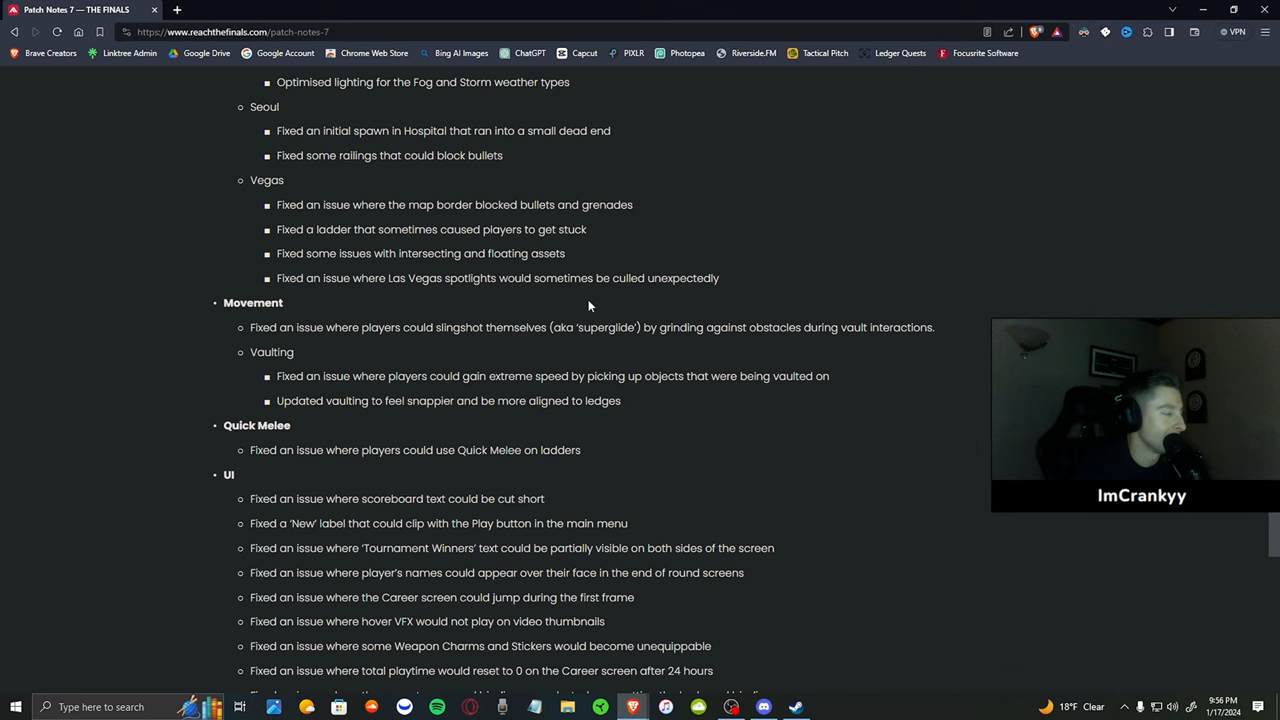 Patch Notes 7 — THE FINALS
https://www.reachthefinals.com/patch-notes-7
VPN
Brave Creators
Linktree Admin
Google Drive
Google Account
Chrome Web Store
Bing AI Images
ChatGPT
Capcut
PIXLR
Photopea
Riverside.FM
Tactical Pitch
Ledger Quests
Focusrite Software
Optimised lighting for the Fog and Storm weather types
Seoul
Fixed an initial spawn in Hospital that ran into a small dead end
Fixed some railings that could block bullets
Vegas
Fixed an issue where the map border blocked bullets and grenades
Fixed a ladder that sometimes caused players to get stuck
Fixed some issues with intersecting and floating assets
Fixed an issue where Las Vegas spotlights would sometimes be culled unexpectedly
Movement
Fixed an issue where players could slingshot themselves (aka ‘superglide’) by grinding against obstacles during vault interactions.
Vaulting
Fixed an issue where players could gain extreme speed by picking up objects that were being vaulted on
Updated vaulting to feel snappier and be more aligned to ledges
Quick Melee
Fixed an issue where players could use Quick Melee on ladders
UI
Fixed an issue where scoreboard text could be cut short
Fixed a ‘New’ label that could clip with the Play button in the main menu
Fixed an issue where ‘Tournament Winners’ text could be partially visible on both sides of the screen
Fixed an issue where player’s names could appear over their face in the end of round screens
Fixed an issue where the Career screen could jump during the first frame
Fixed an issue where hover VFX would not play on video thumbnails
Fixed an issue where some Weapon Charms and Stickers would become unequippable
Fixed an issue where total playtime would reset to 0 on the Career screen after 24 hours
ImCrankyy
Type here to search
18°F Clear
9:56 PM
1/17/2024